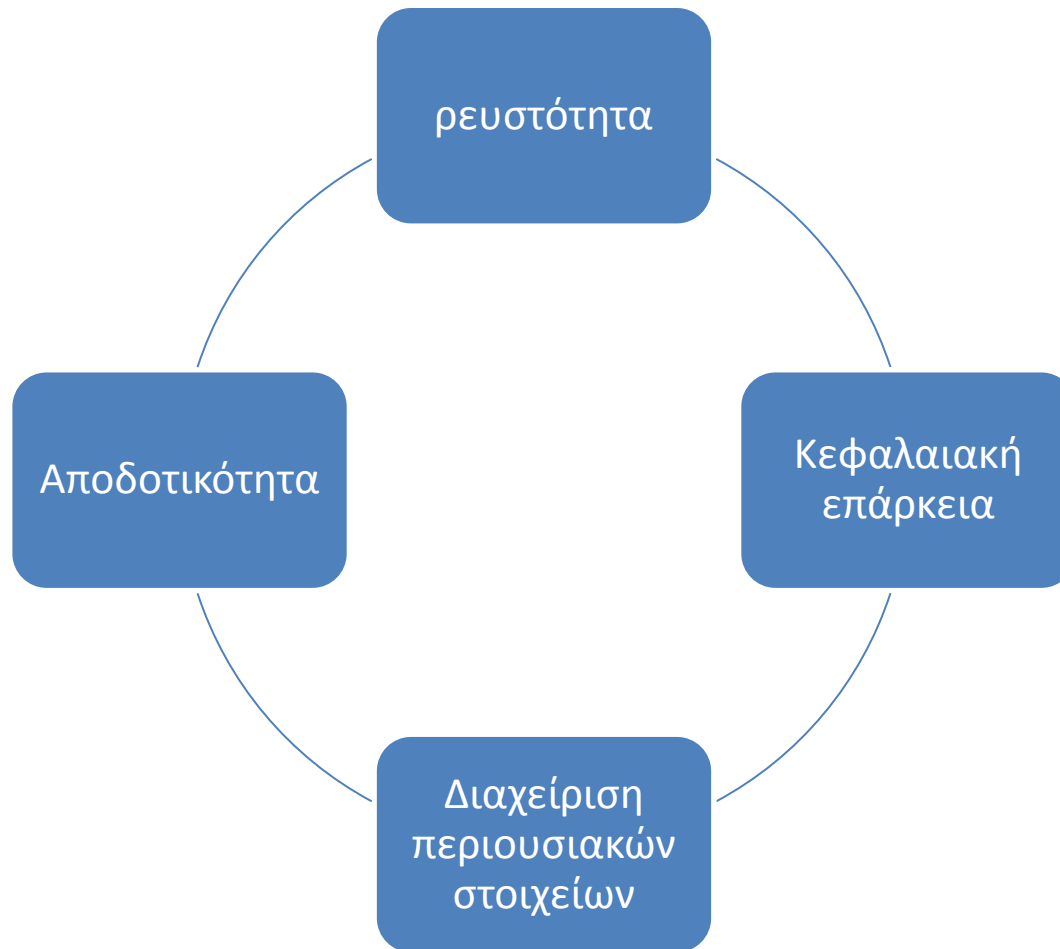 ρευστότητα
Αποδοτικότητα
Κεφαλαιακή
επάρκεια
Διαχείριση
περιουσιακών
στοιχείων